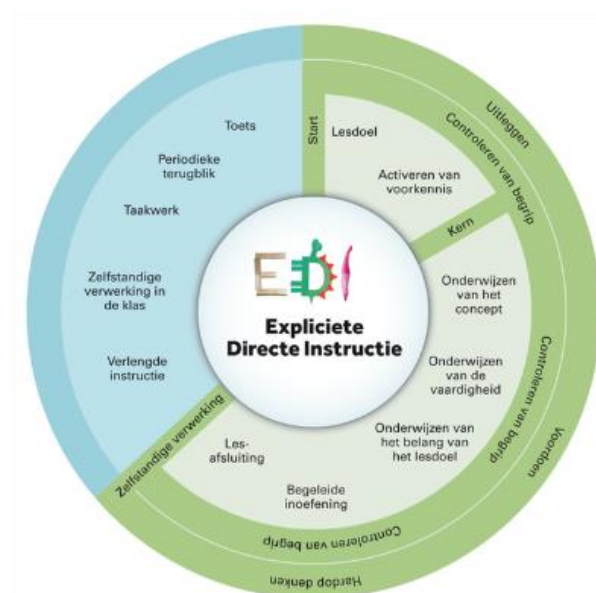 EDI
Expliciete
Directe Instructie
Start
Lesdoel
Activeren van
voorkennis
Kern
Onderwijzen
van het
concept
Onderwijzen
van de
vaardigheid
Onderwijzen
van het belang van
het lesdoel
Begeleide
inoefening
Les-
afsluiting
Zelfstandige verwerking
Verlengde
instructie
Zelfstandige
verwerking in
de klas
Taakwerk
Periodieke
terugblik
Toets
Controleren van begrip
Controleren van begrip
Controleren van begrip
Uitleggen
Voordoen
Hardop denken